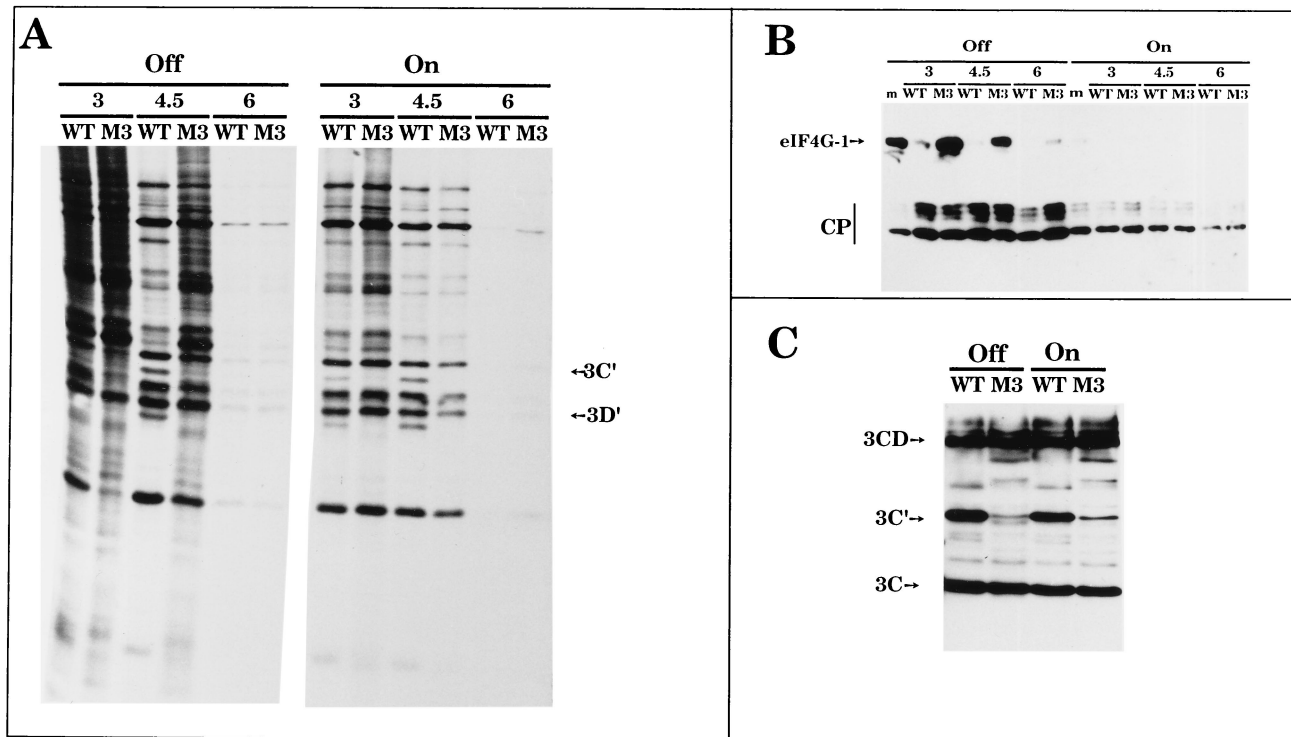 A
Off On
3 4.5 6 3 4.5 6
WT M3 WT M3 WT M3 WT M3 WT M3 WT M3
←3C'
←3D'
B
Off On
3 4.5 6 3 4.5 6
m WT M3 WT M3 WT M3 m WT M3 WT M3 WT M3
eIF4G-1→
CP
C
Off On
WT M3 WT M3
3CD→
3C'→
3C→